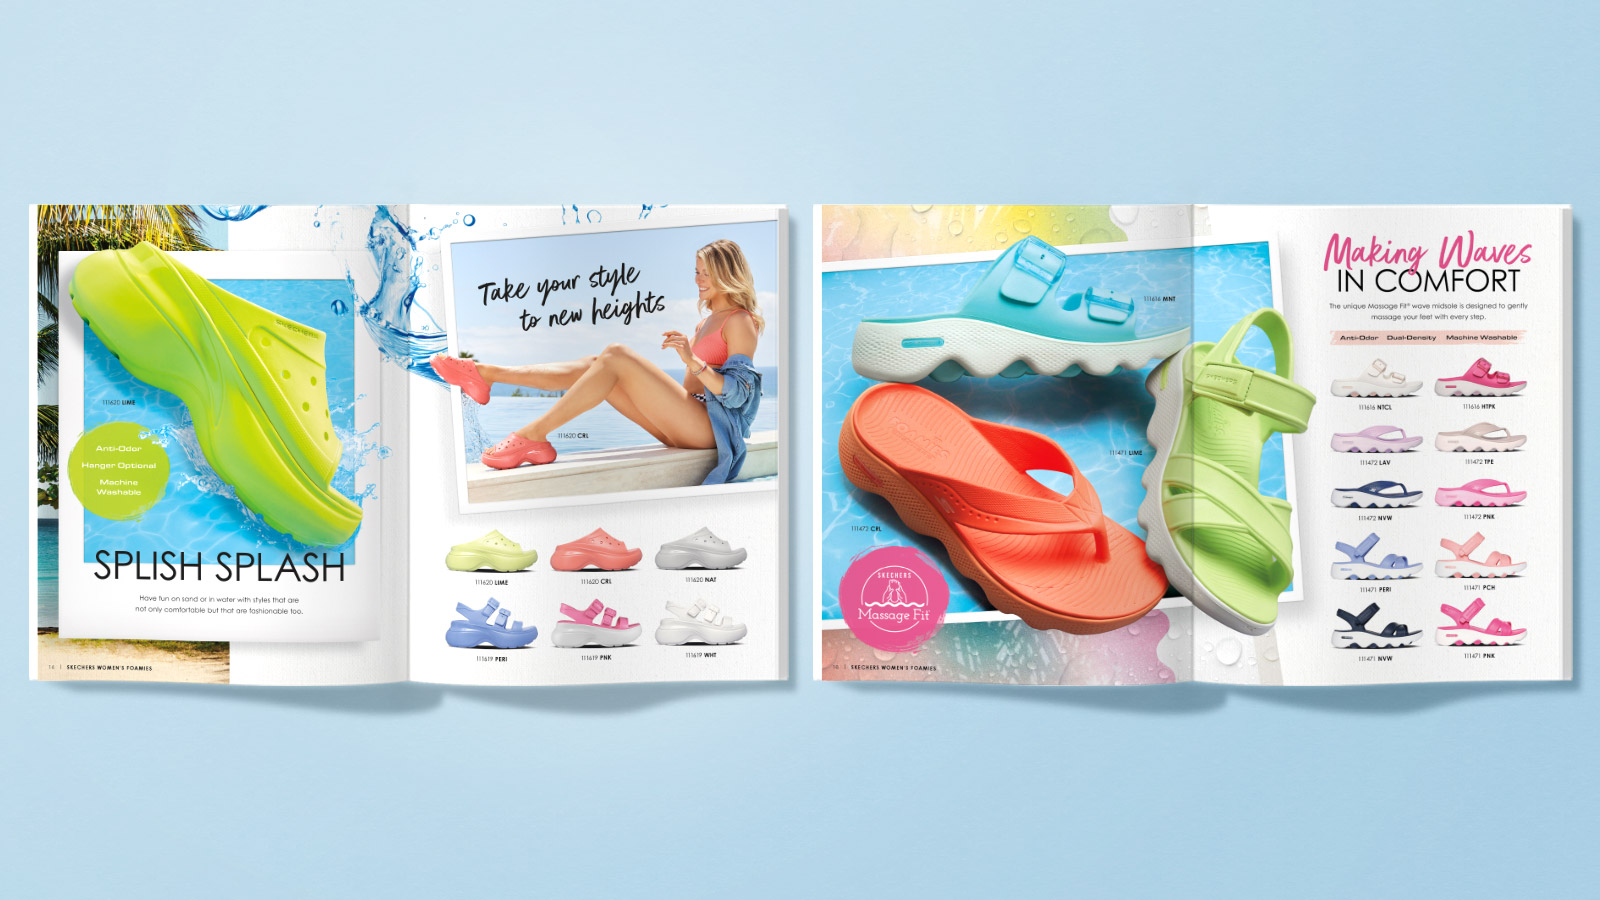 SKECHERS
111620 LIME
Anti-Odor
Hanger Optional
Machine
Washable
SPLISH SPLASH
Have fun on sand or in water with styles that are
not only comfortable but that are fashionable too.
14 | SKECHERS WOMEN'S FOAMIES
Take your style
to new heights
111620 CRL
111620 LIME
111620 CRL
111620 NAT
111619 PERI
111619 PNK
111619 WHT
111616 MNT
111471 LIME
SKECHERS
111472 CRL
SKECHERS
Massage Fit
SKECHERS WOMEN'S FOAMIES
Making Waves
IN COMFORT
The unique Massage Fit® wave midsole is designed to gently
massage your feet with every step.
Anti-Odor Dual-Density Machine Washable
111616 NTCL
111616 HTPK
111472 LAV
111472 TPE
111472 NVW
111472 PNK
111471 PERI
111471 PCH
111471 NVW
111471 PNK